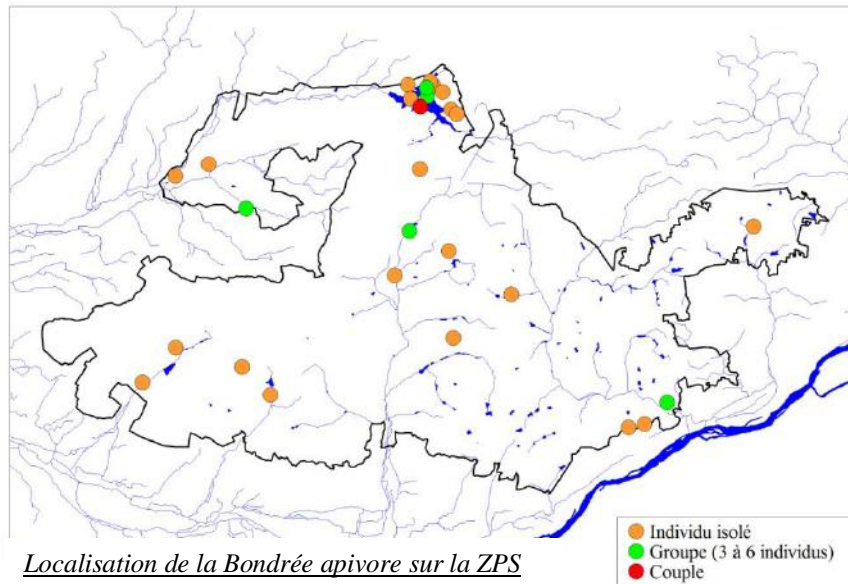 Individu isolé
Groupe (3 à 6 individus)
Couple
Localisation de la Bondrée apivore sur la ZPS